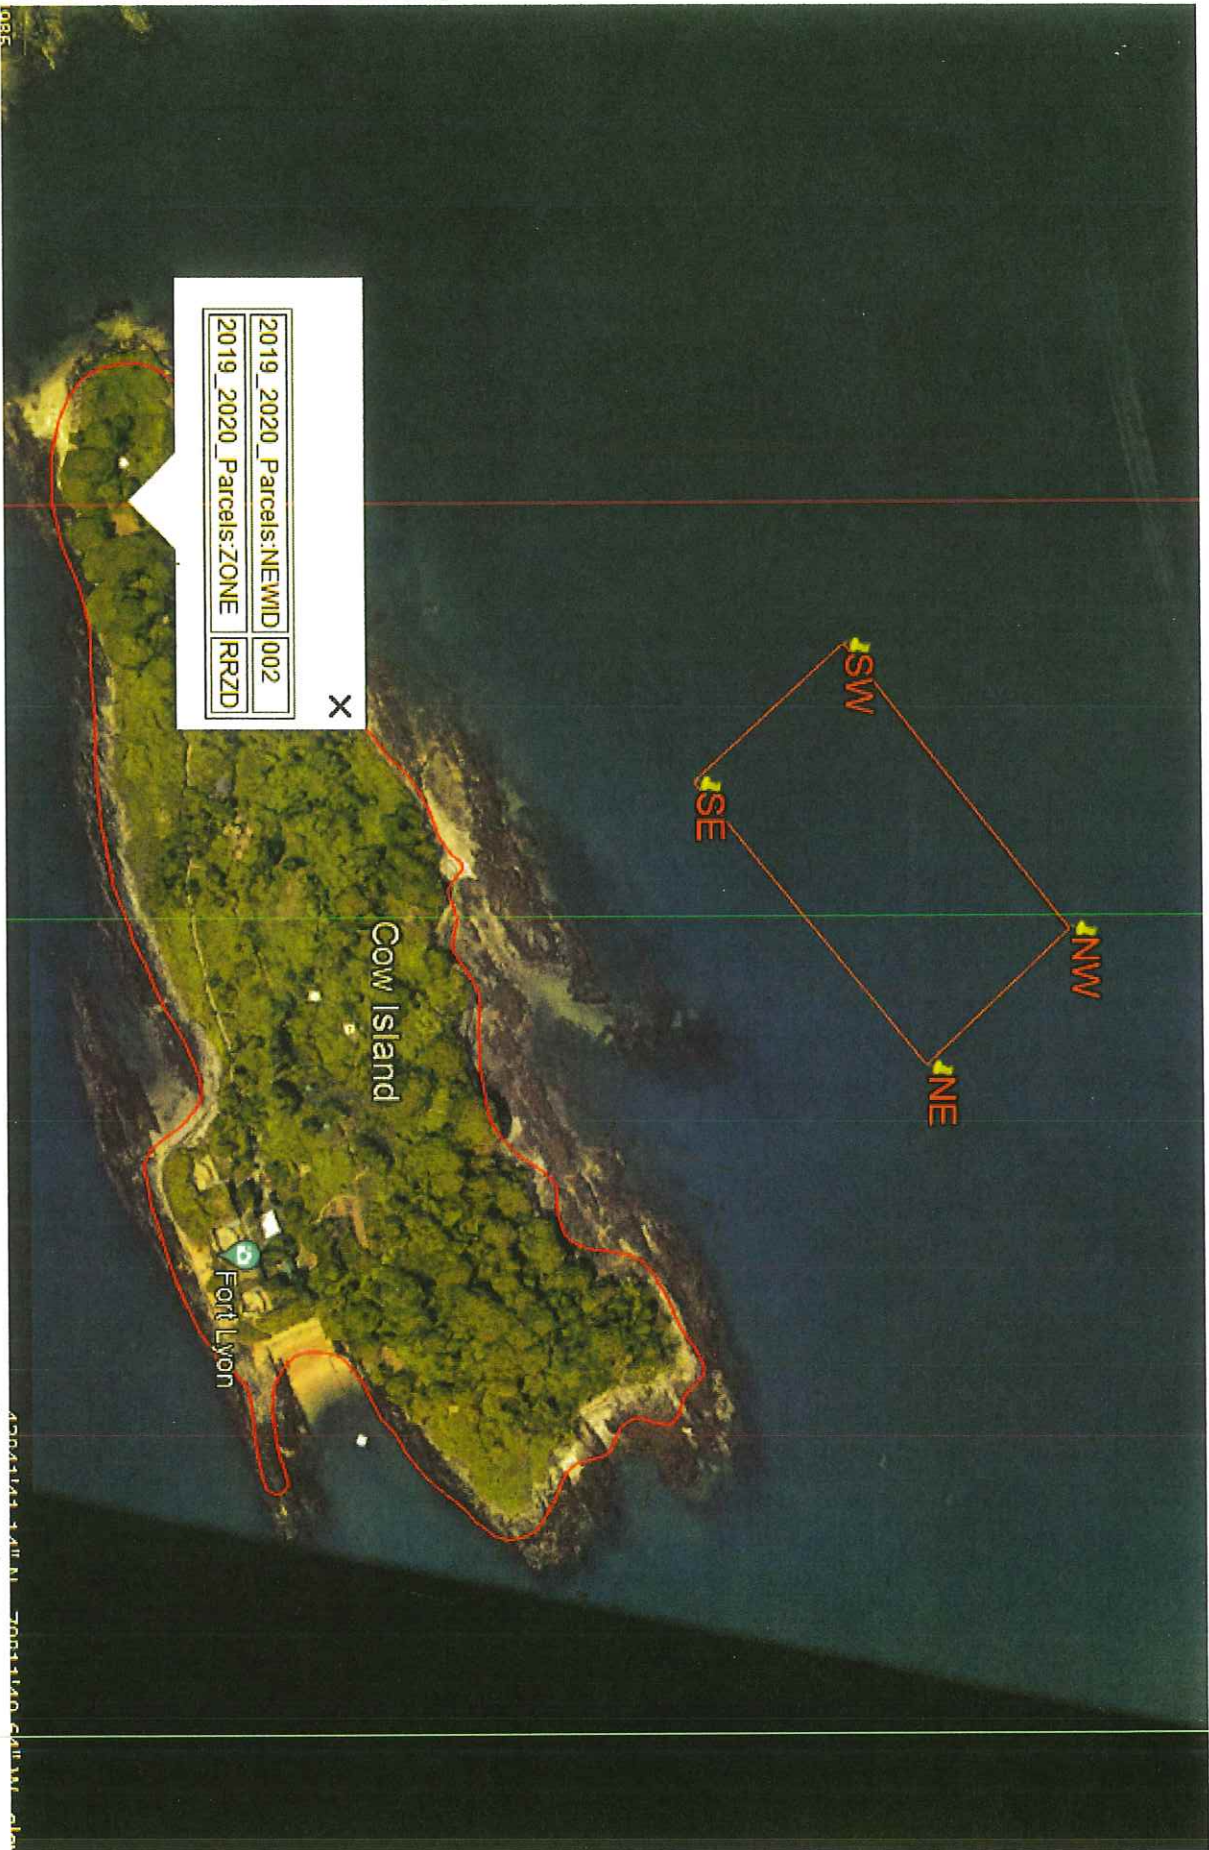 NW
NE
SW
SE
X
2019_2020_Parcels:NEWID 002
2019_2020_Parcels:ZONE RRZD
Cow Island
Fort Lyon